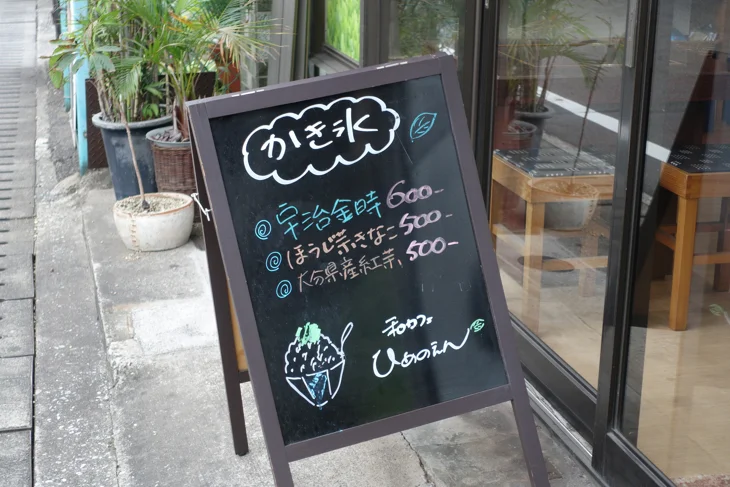 かき氷
宇治金時 600-
ほうじ茶きなこ 500-
大分県産紅茶 500-
和カフェ
ひめのえん